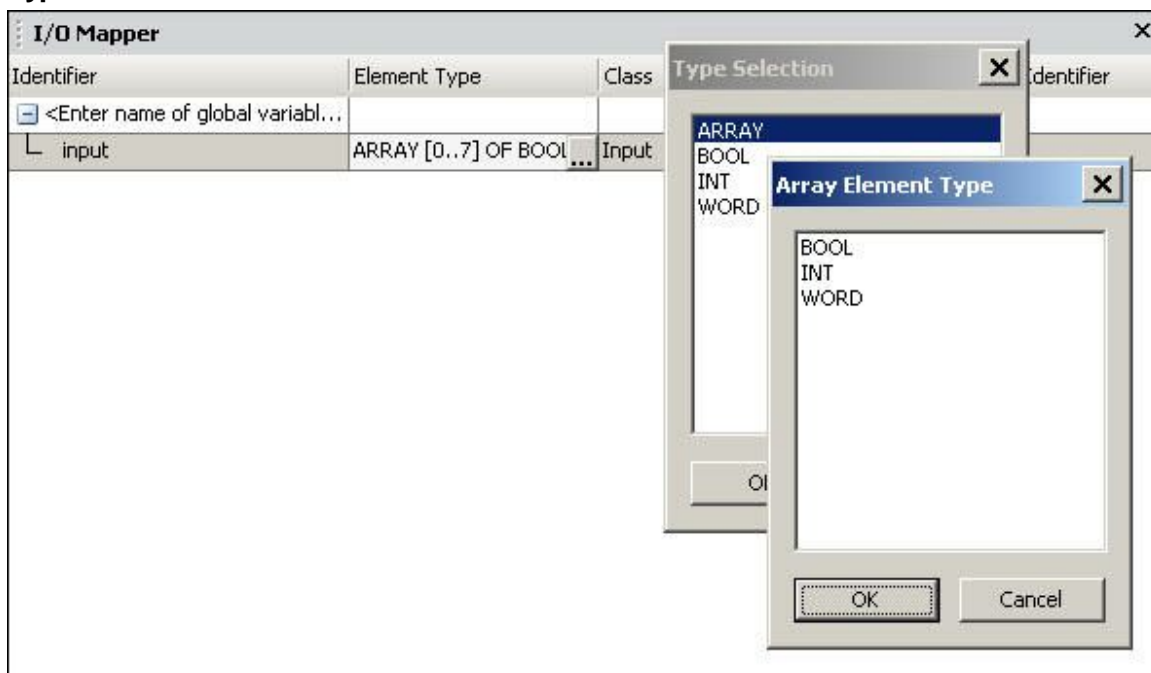 I/O Mapper
Identifier Element Type Class Identifier
<Enter name of global variabl...
input ARRAY [0..7] OF BOOL ... Input
Type Selection
ARRAY
BOOL
INT
WORD
Array Element Type
BOOL
INT
WORD
OK Cancel